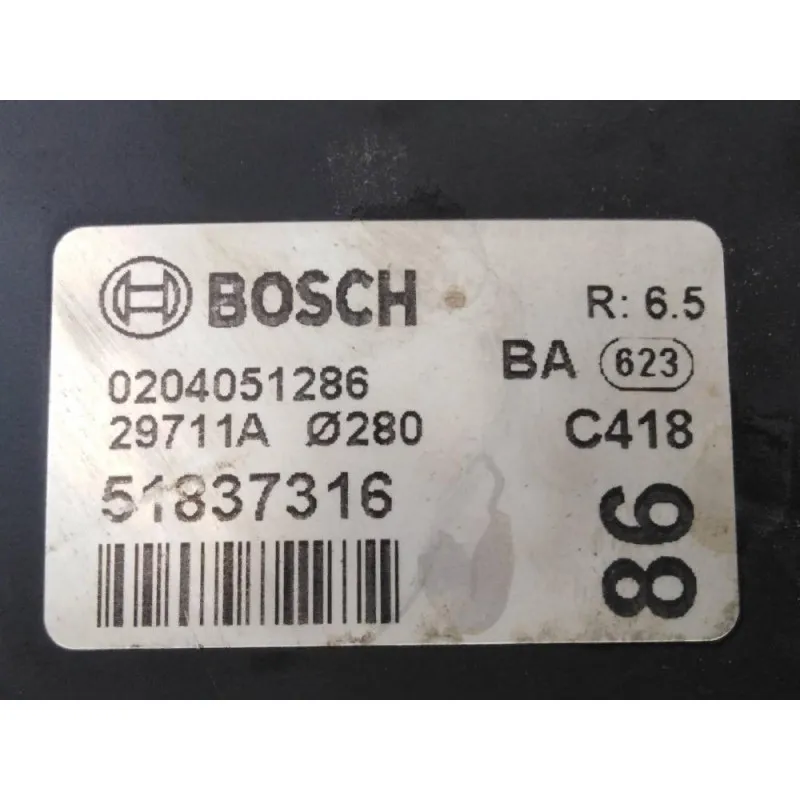 BOSCH
R: 6.5
BA 623
0204051286
29711A Ø280
C418
51837316
86